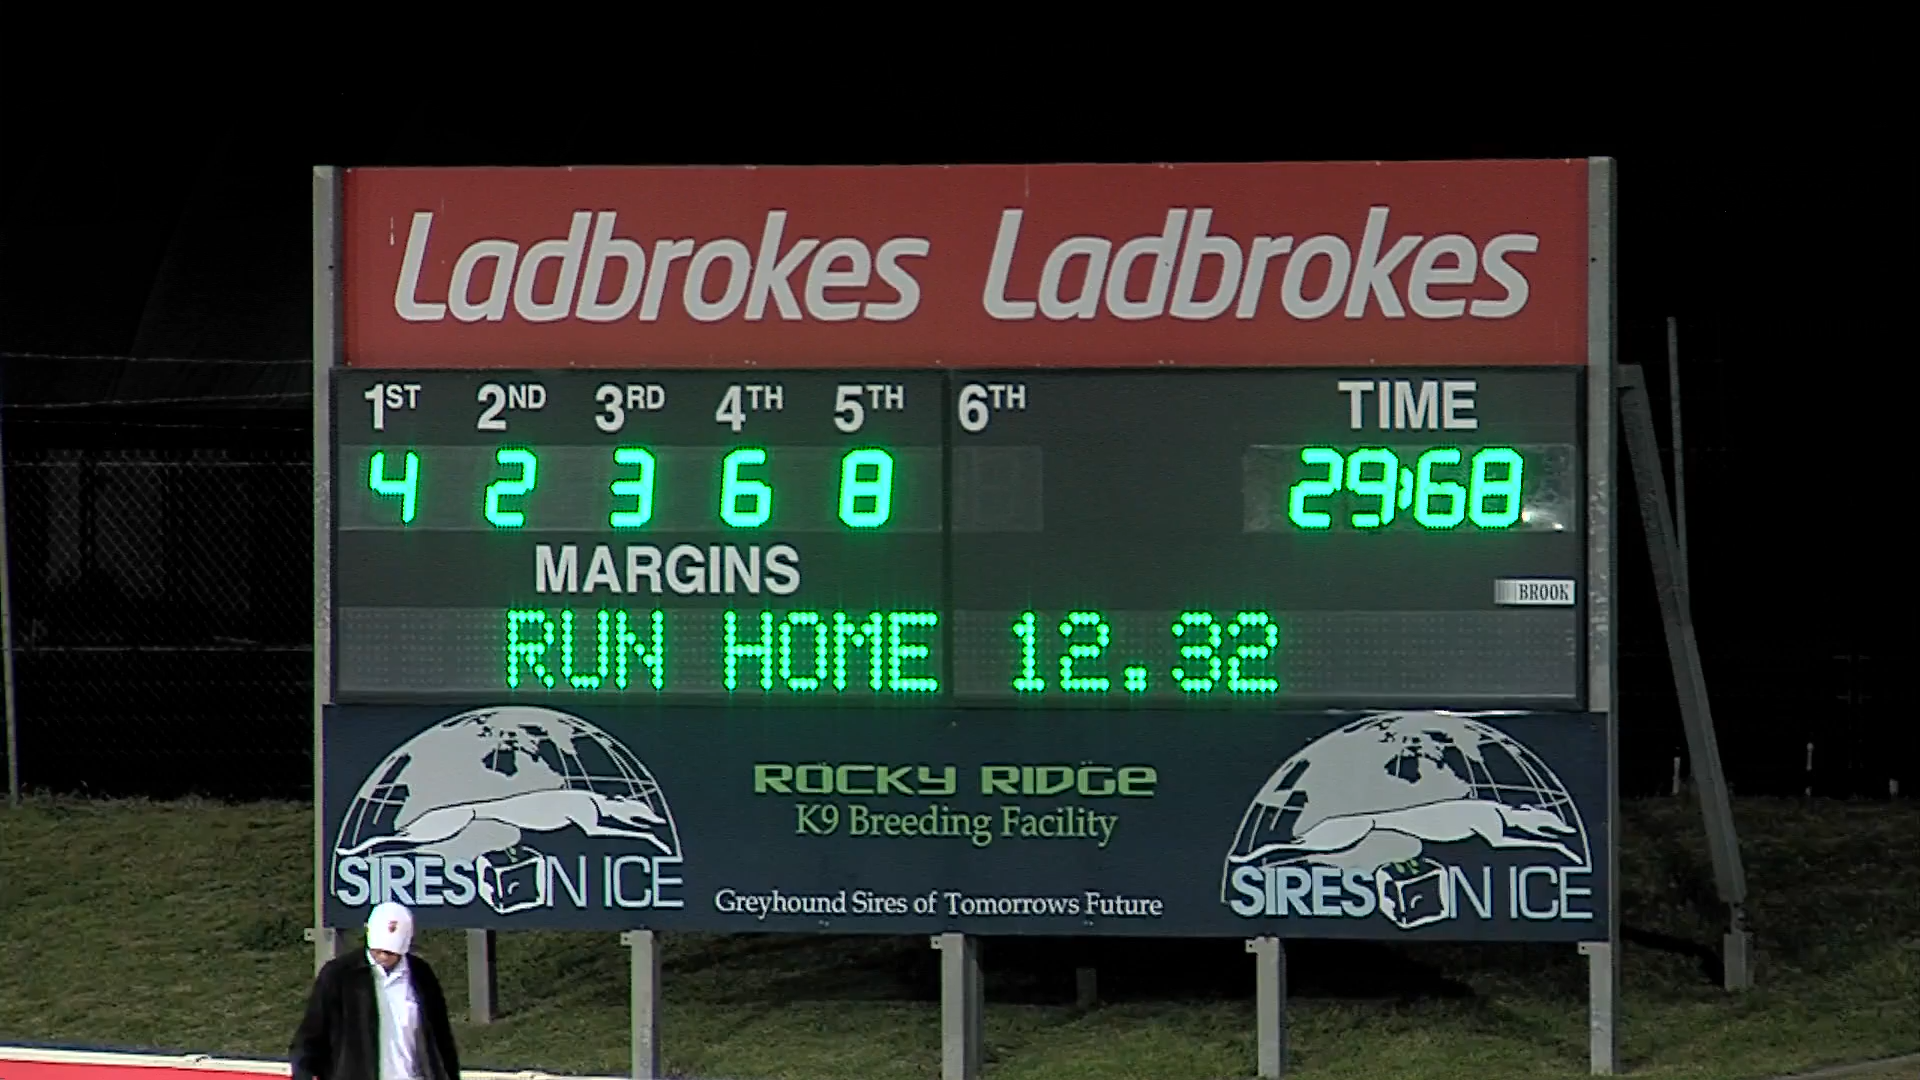 Ladbrokes Ladbrokes
1ST 2ND 3RD 4TH 5TH 6TH TIME
4 2 3 6 8 29:68
MARGINS
BROOK
RUN HOME 12.32
ROCKY RIDGE
K9 Breeding Facility
SIRES ON ICE
Greyhound Sires of Tomorrows Future
SIRES ON ICE